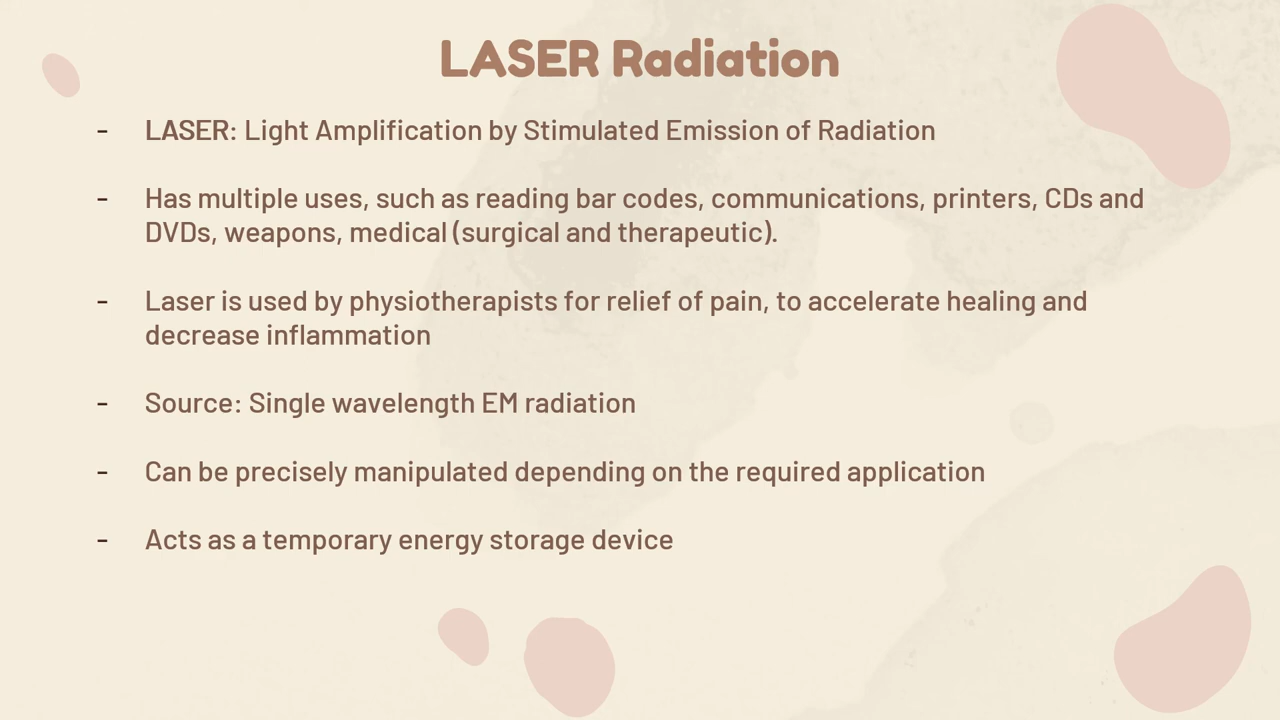 LASER Radiation
- LASER: Light Amplification by Stimulated Emission of Radiation
- Has multiple uses, such as reading bar codes, communications, printers, CDs and
DVDs, weapons, medical (surgical and therapeutic).
- Laser is used by physiotherapists for relief of pain, to accelerate healing and
decrease inflammation
- Source: Single wavelength EM radiation
- Can be precisely manipulated depending on the required application
- Acts as a temporary energy storage device